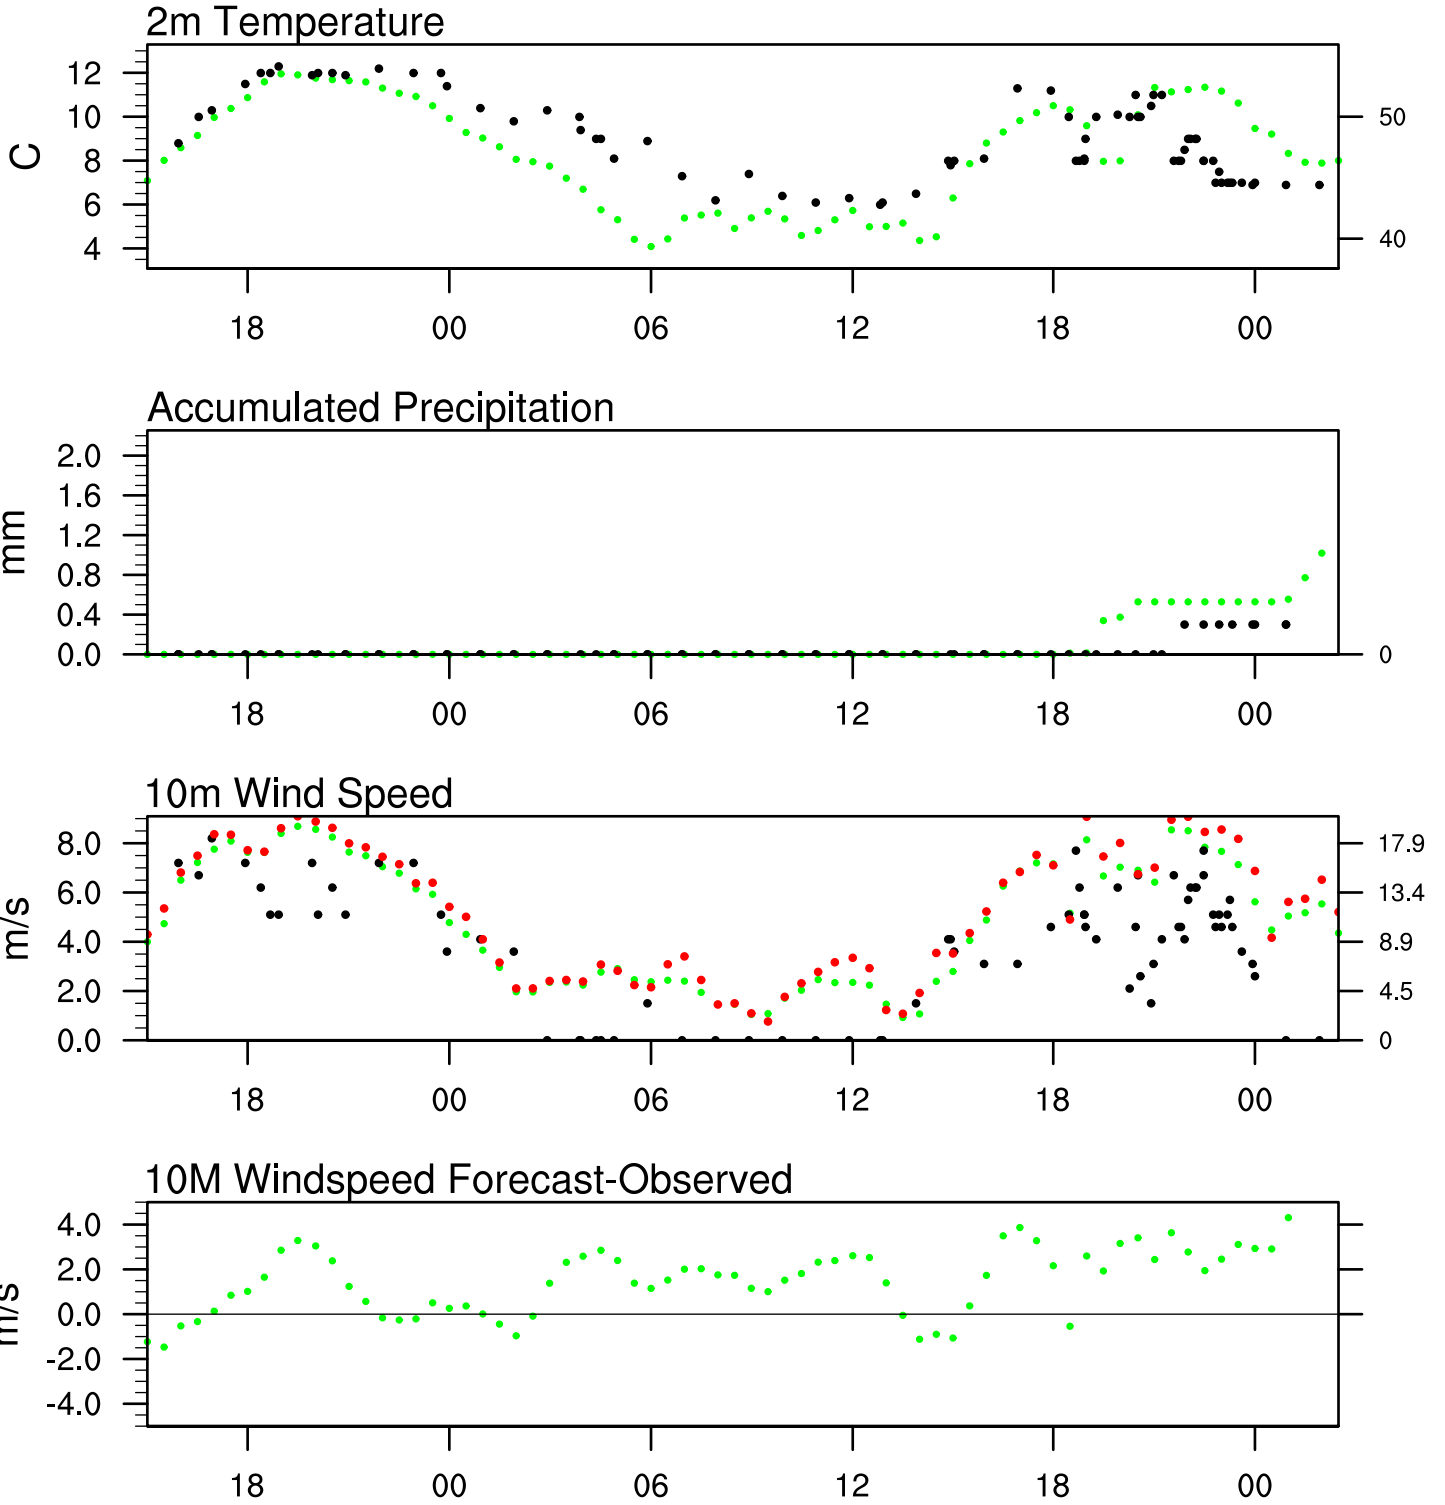 2m Temperature
12
10
8
6
4
C
50
40
18 00 06 12 18 00
Accumulated Precipitation
2.0
1.6
1.2
0.8
0.4
0.0
mm
0
18 00 06 12 18 00
10m Wind Speed
8.0
6.0
4.0
2.0
0.0
m/s
17.9
13.4
8.9
4.5
0
18 00 06 12 18 00
10M Windspeed Forecast-Observed
4.0
2.0
0.0
-2.0
-4.0
m/s
18 00 06 12 18 00